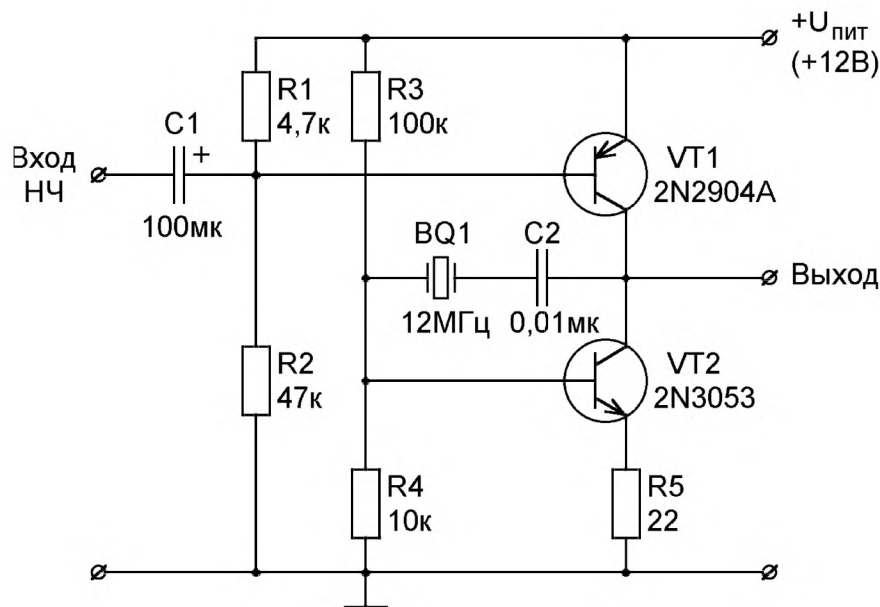 +Uпит
(+12В)
R1
4,7к
R3
100к
C1
+
Вход
НЧ
100мк
VT1
2N2904A
BQ1
C2
Выход
12МГц
0,01мк
R2
47к
VT2
2N3053
R4
10к
R5
22